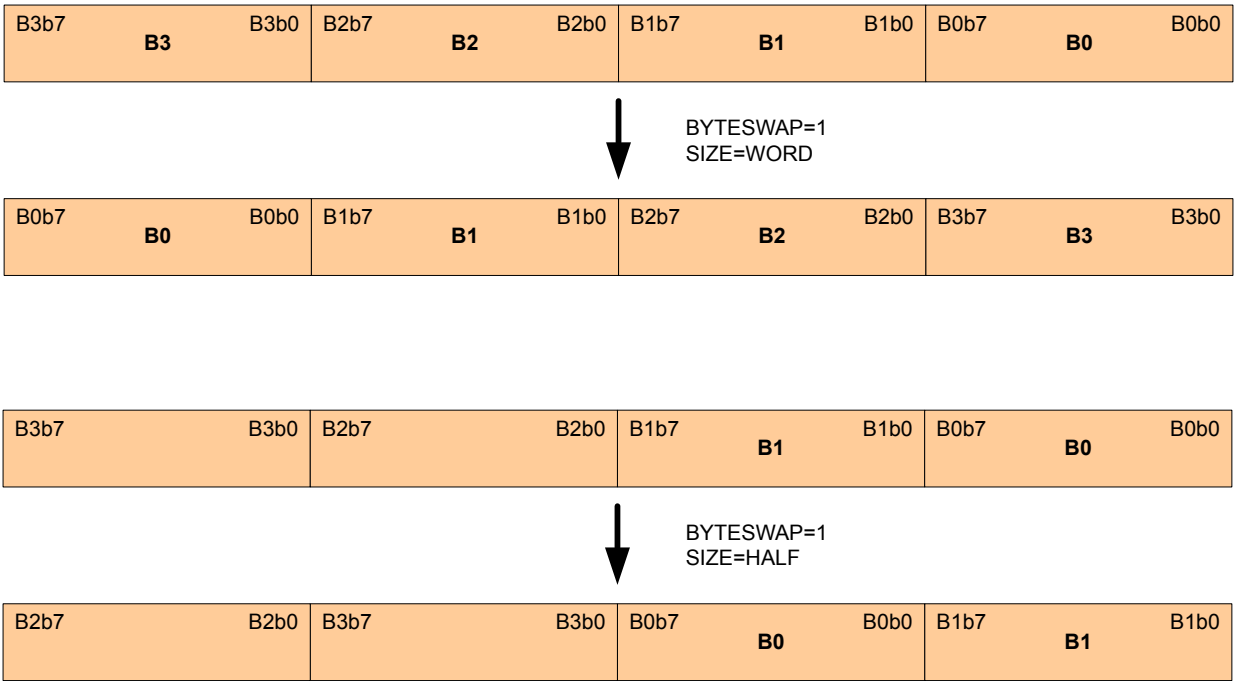 B3b7 B3b0 B2b7 B2b0 B1b7 B1b0 B0b7 B0b0
B3 B2 B1 B0
BYTESWAP=1
SIZE=WORD
B0b7 B0b0 B1b7 B1b0 B2b7 B2b0 B3b7 B3b0
B0 B1 B2 B3
B3b7 B3b0 B2b7 B2b0 B1b7 B1b0 B0b7 B0b0
B1 B0
BYTESWAP=1
SIZE=HALF
B2b7 B2b0 B3b7 B3b0 B0b7 B0b0 B1b7 B1b0
B0 B1